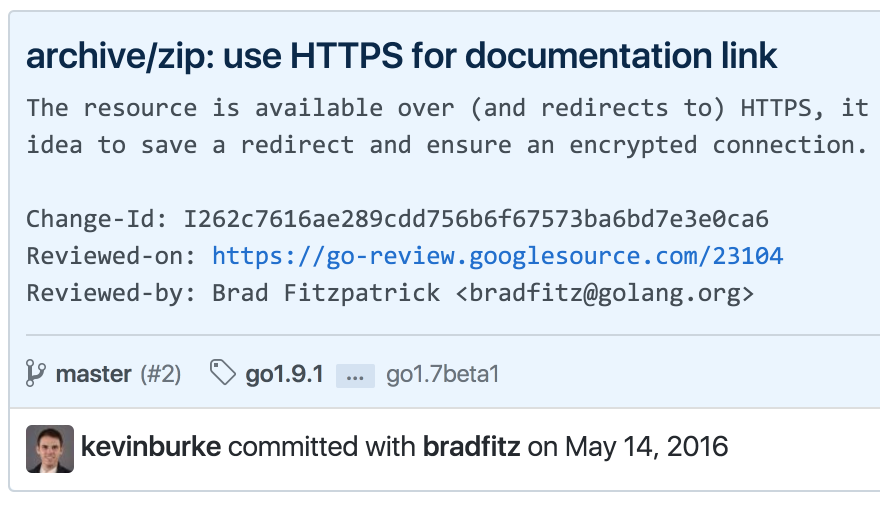 archive/zip: use HTTPS for documentation link
The resource is available over (and redirects to) HTTPS, it
idea to save a redirect and ensure an encrypted connection.
Change-Id: I262c7616ae289cdd756b6f67573ba6bd7e3e0ca6
Reviewed-on: https://go-review.googlesource.com/23104
Reviewed-by: Brad Fitzpatrick <bradfitz@golang.org>
master (#2) go1.9.1 ... go1.7beta1
kevinburke committed with bradfitz on May 14, 2016